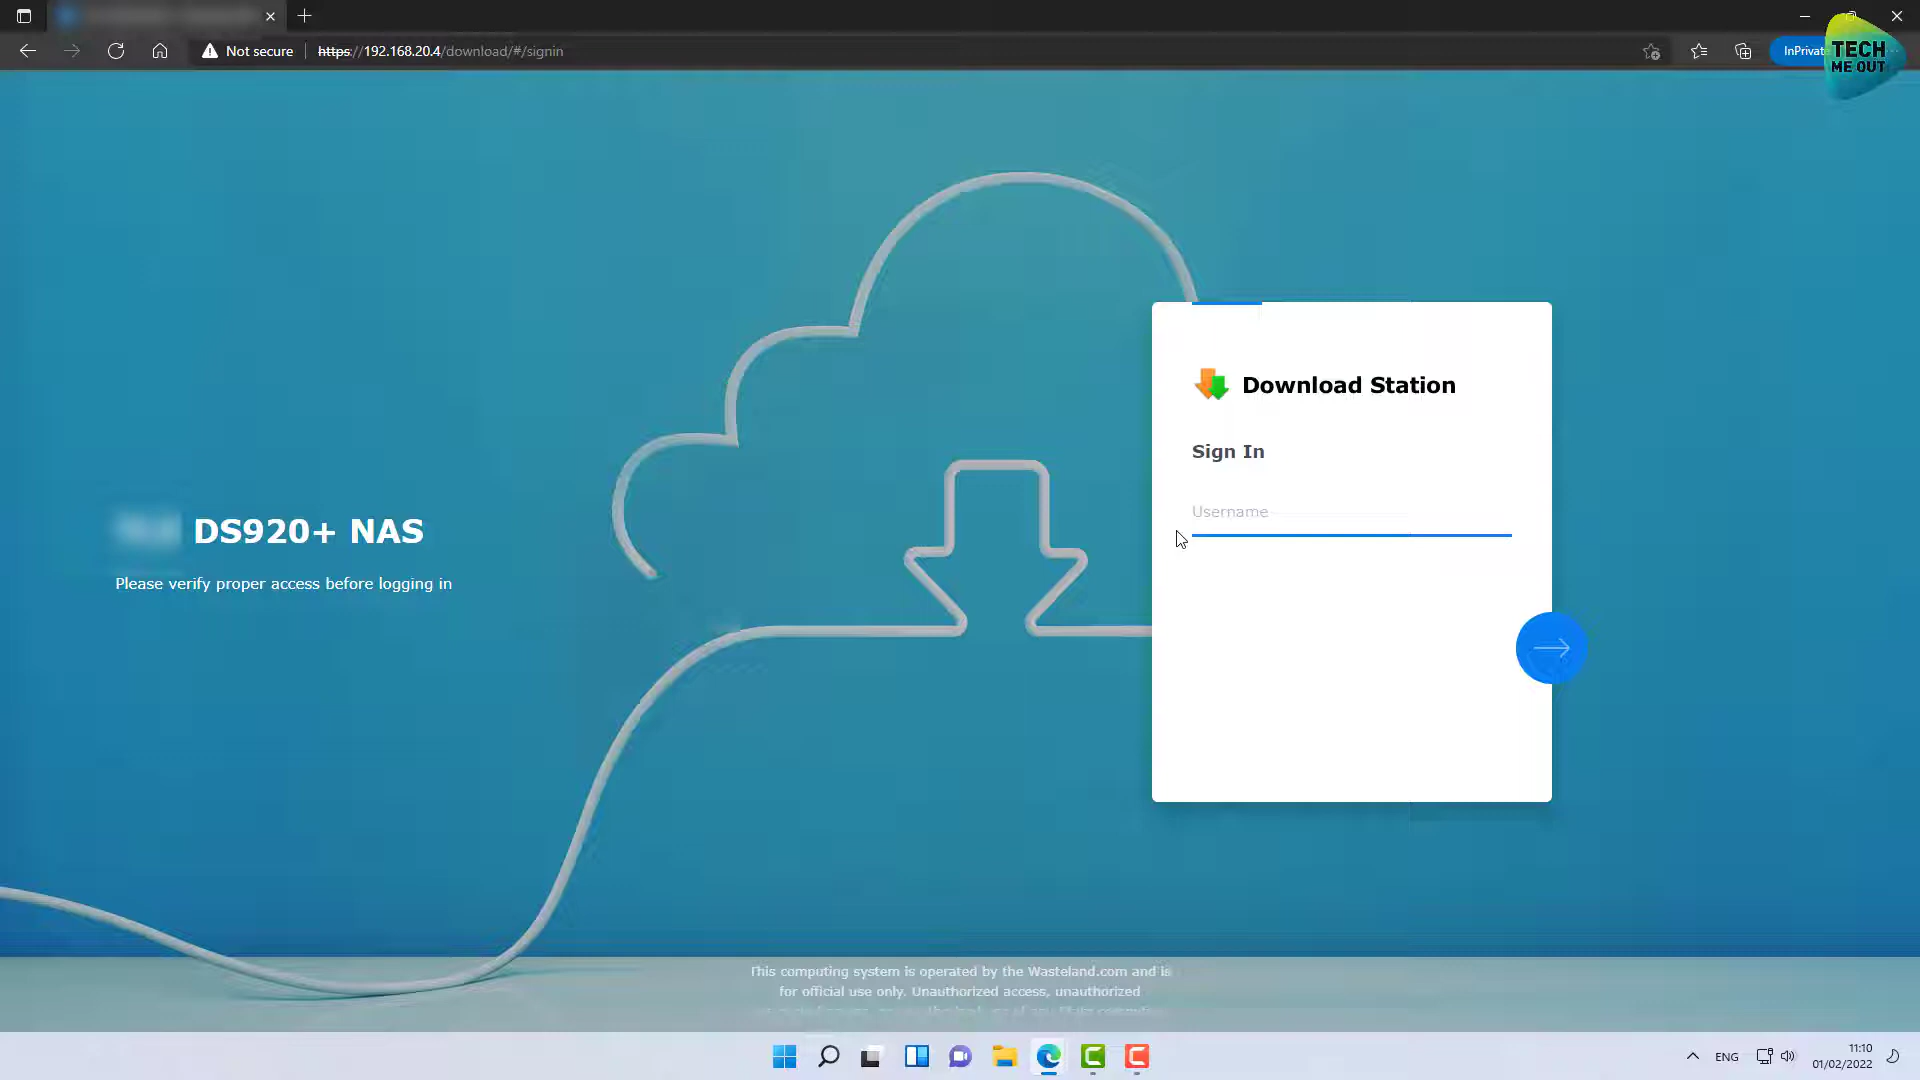 Not secure
https://192.168.20.4/download/#/signin
InPrivate
TECH
ME OUT
Download Station
Sign In
Username
DS920+ NAS
Please verify proper access before logging in
This computing system is operated by the Wasteland.com and is
for official use only. Unauthorized access, unauthorized
ENG
11:10
01/02/2022